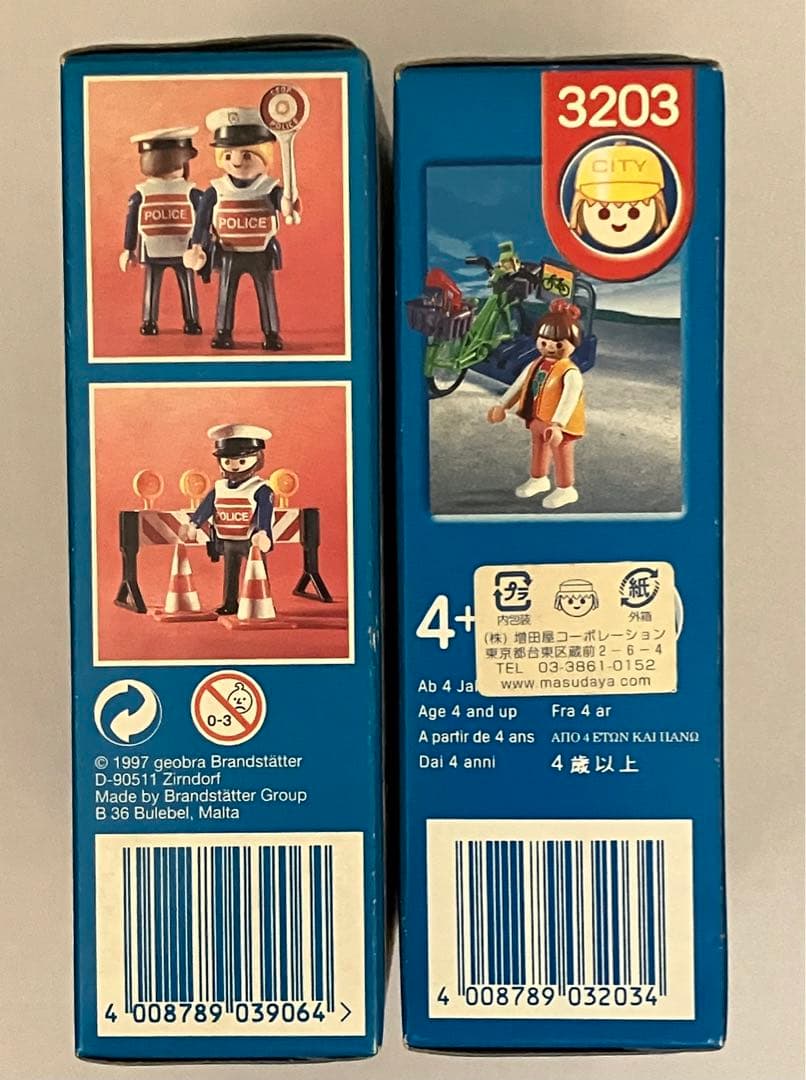 STOP
POLICE
POLICE
POLICE
POLICE
0-3
© 1997 geobra Brandstätter
D-90511 Zirndorf
Made by Brandstätter Group
B 36 Bulebel, Malta
4 008789 039064 >
3203
CITY
プラ 紙
内包装 外箱
(株) 増田屋コーポレーション
東京都台東区蔵前2-6-4
TEL 03-3861-0152
www.masudaya.com
4+
Ab 4
Age 4 and up Fra 4 ar
A partir de 4 ans ΑΠΟ 4 ΕΤΩΝ ΚΑΙ ΠΑΝΩ
Dai 4 anni 4歳以上
4 008789 032034